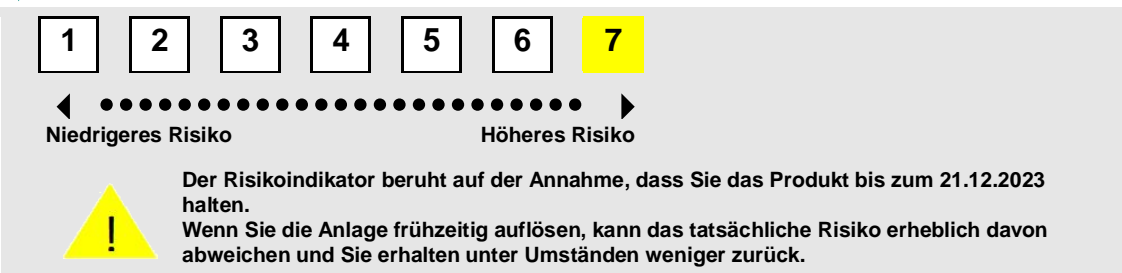 1 2 3 4 5 6 7
Niedrigeres Risiko Höheres Risiko
Der Risikoindikator beruht auf der Annahme, dass Sie das Produkt bis zum 21.12.2023
halten.
Wenn Sie die Anlage frühzeitig auflösen, kann das tatsächliche Risiko erheblich davon
abweichen und Sie erhalten unter Umständen weniger zurück.
!